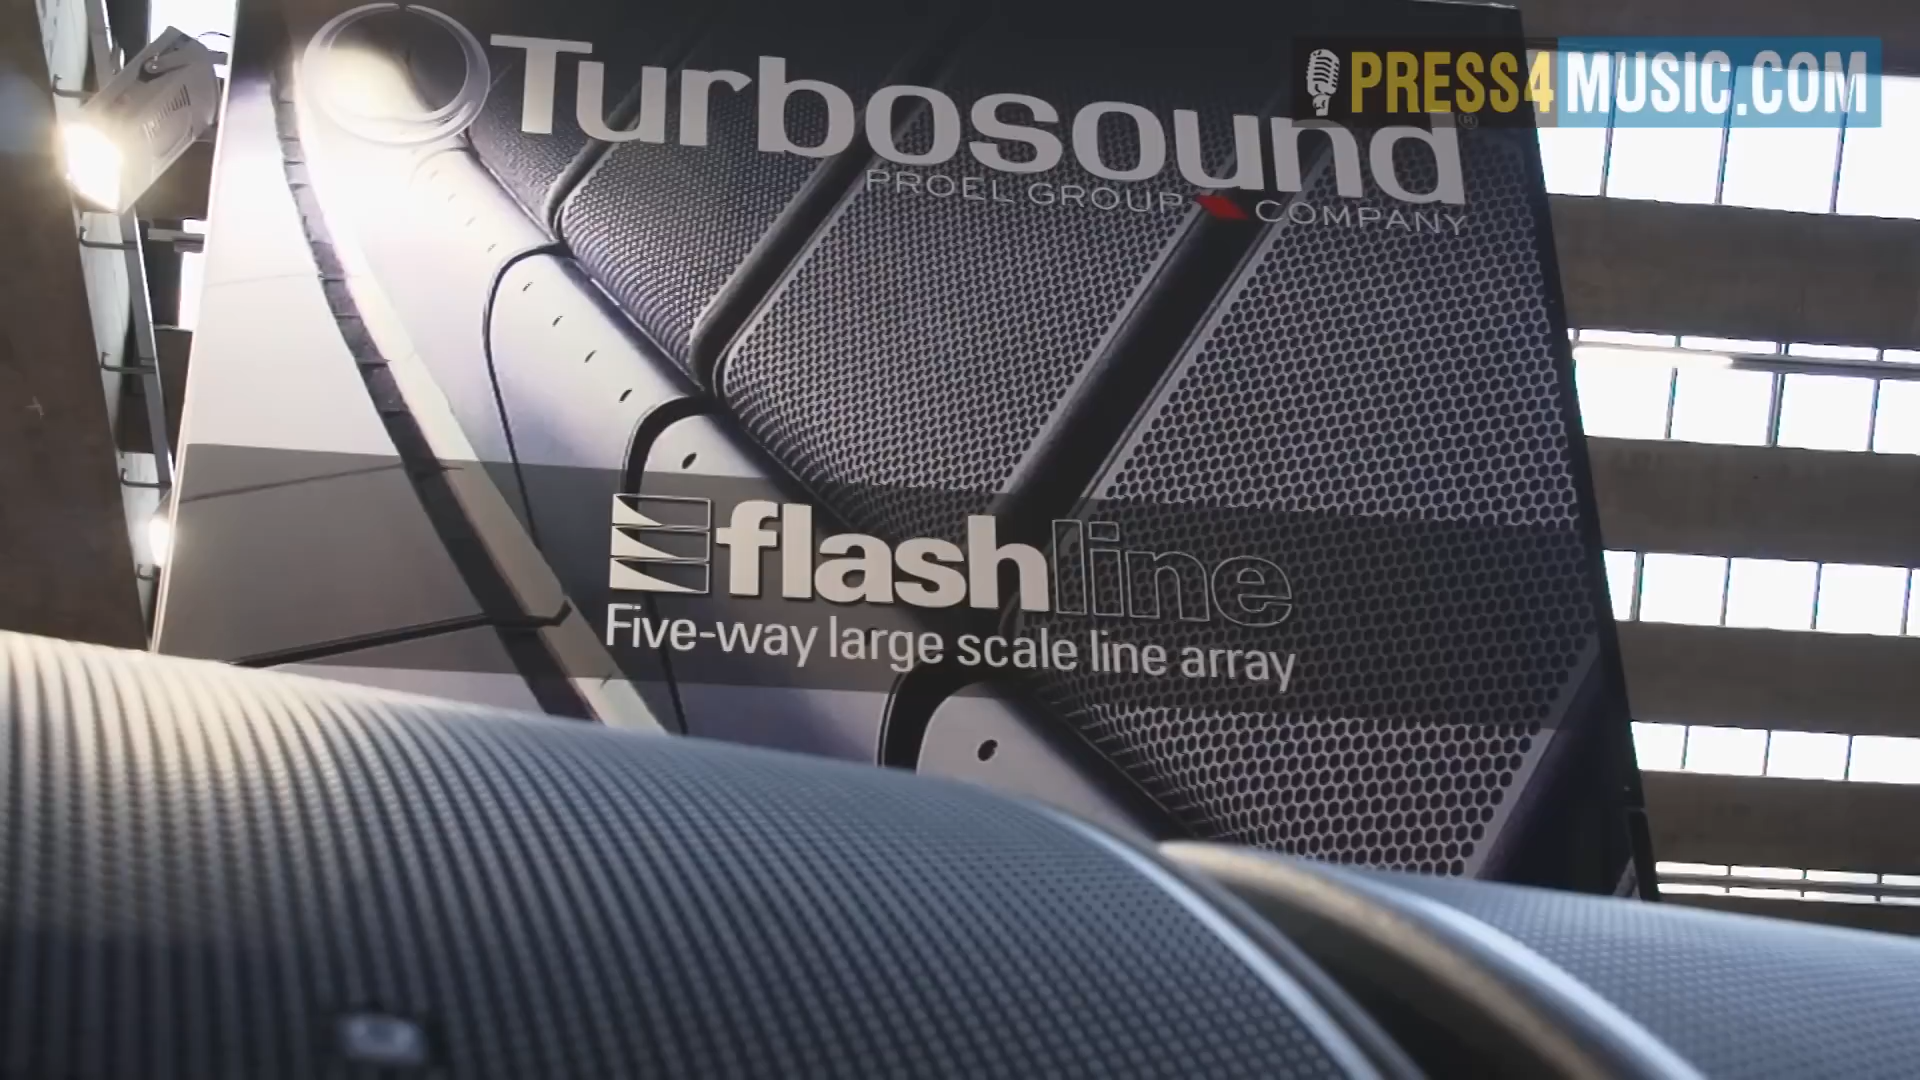 PRESS4MUSIC.COM
Turbosound®
PROEL GROUP COMPANY
flashline
Five-way large scale line array